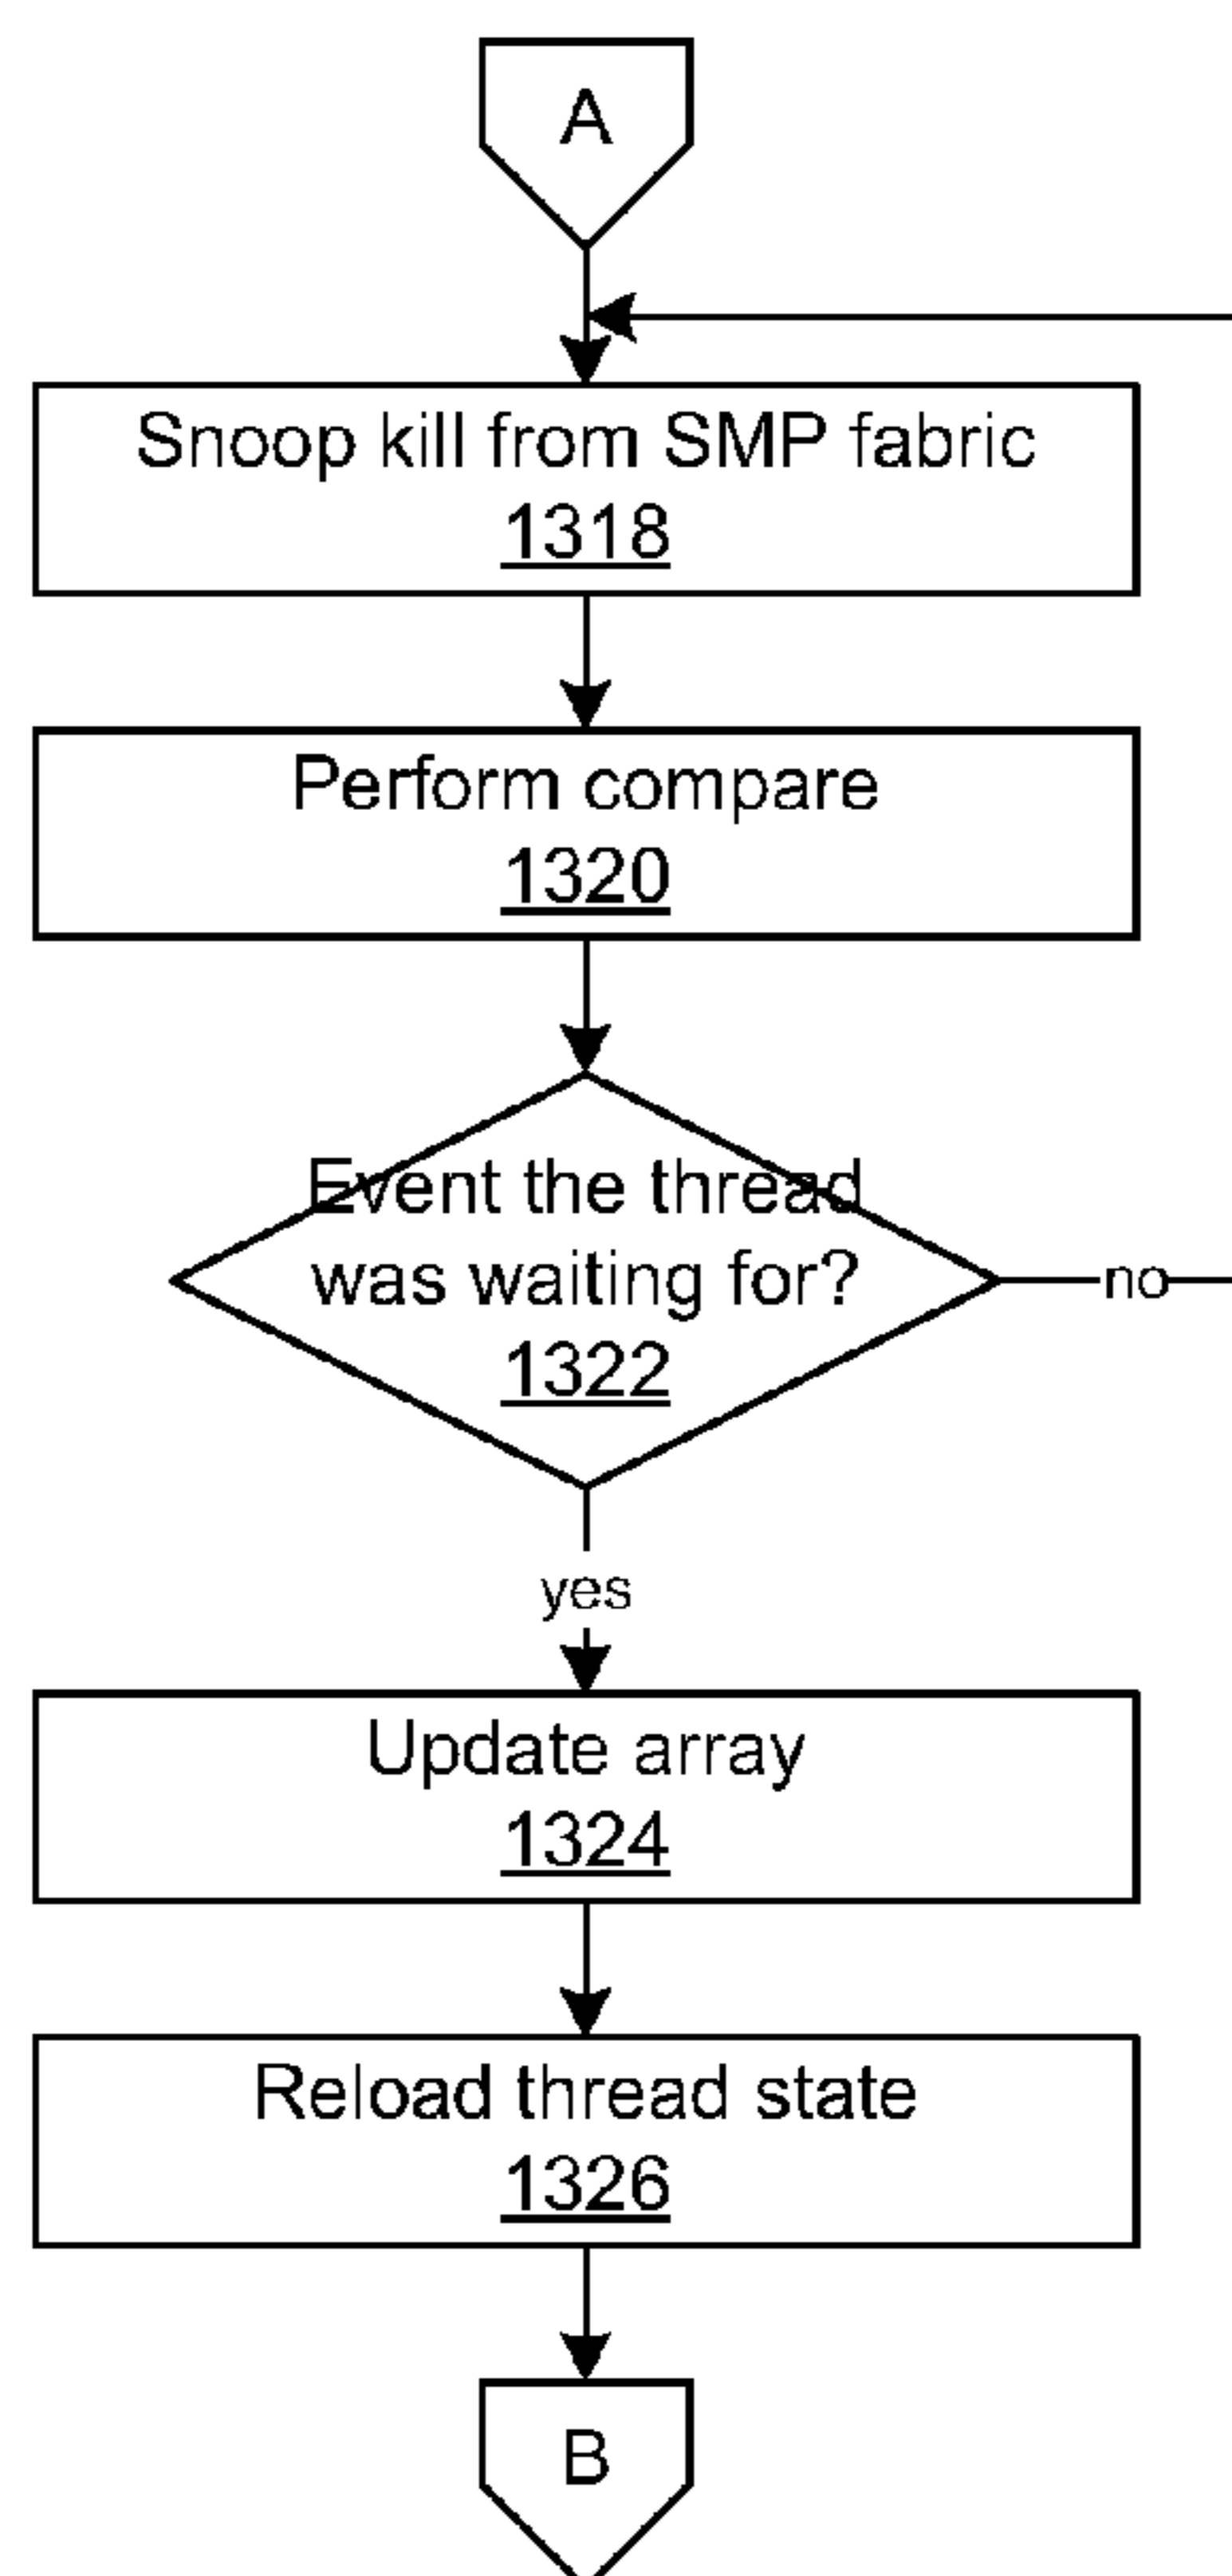 A
Snoop kill from SMP fabric
1318
Perform compare
1320
Event the thread
was waiting for?
1322
no
yes
Update array
1324
Reload thread state
1326
B